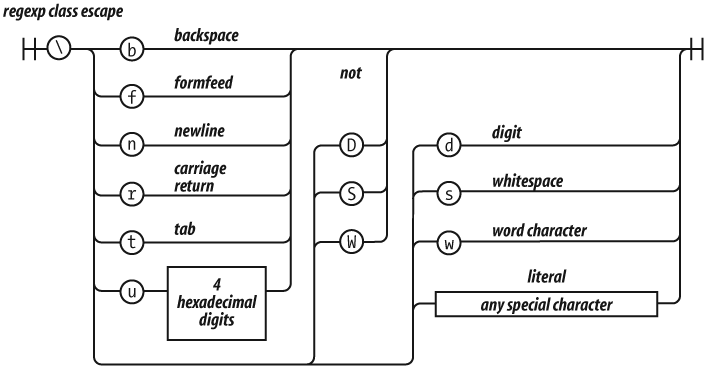 regexp class escape
\
b backspace
f formfeed
not
n newline
D
d digit
carriage
r return
S
s whitespace
t tab
W
w word character
u
4
hexadecimal
digits
literal
any special character